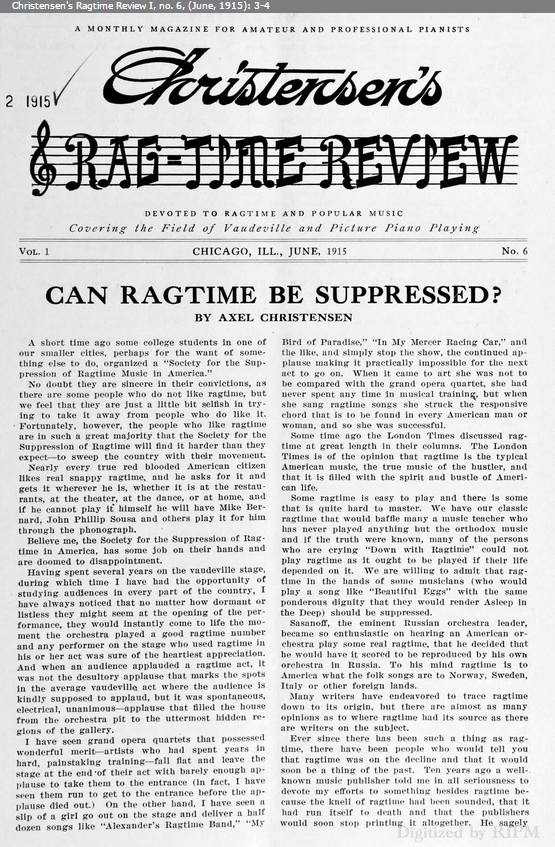 Christensen's Ragtime Review I, no. 6, (June, 1915): 3-4
A MONTHLY MAGAZINE FOR AMATEUR AND PROFESSIONAL PIANISTS
2 1915
Christensen's
RAG-TIME REVIEW
DEVOTED TO RAGTIME AND POPULAR MUSIC
Covering the Field of Vaudeville and Picture Piano Playing
VOL. 1 CHICAGO, ILL., JUNE, 1915 No. 6
CAN RAGTIME BE SUPPRESSED?
BY AXEL CHRISTENSEN
A short time ago some college students in one of
our smaller cities, perhaps for the want of some-
thing else to do, organized a "Society for the Sup-
pression of Ragtime Music in America."
No doubt they are sincere in their convictions, as
there are some people who do not like ragtime, but
we feel that they are just a little bit selfish in try-
ing to take it away from people who do like it.
Fortunately, however, the people who like ragtime
are in such a great majority that the Society for the
Suppression of Ragtime will find it harder than they
expect—to sweep the country with their movement.
Nearly every true red blooded American citizen
likes real snappy ragtime, and he asks for it and
gets it wherever he is, whether it is at the restau-
rants, at the theater, at the dance, or at home, and
if he cannot play it himself he will have Mike Ber-
nard, John Phillip Sousa and others play it for him
through the phonograph.
Believe me, the Society for the Suppression of Rag-
time in America, has some job on their hands and
are doomed to disappointment.
Having spent several years on the vaudeville stage,
during which time I have had the opportunity of
studying audiences in every part of the country, I
have always noticed that no matter how dormant or
listless they might seem at the opening of the per-
formance, they would instantly come to life the mo-
ment the orchestra played a good ragtime number
and any performer on the stage who used ragtime in
his or her act was sure of the heartiest appreciation.
And when an audience applauded a ragtime act, it
was not the desultory applause that marks the spots
in the average vaudeville act where the audience is
kindly supposed to applaud, but it was spontaneous,
electrical, unanimous—applause that filled the house
from the orchestra pit to the uttermost hidden re-
gions of the gallery.
I have seen grand opera quartets that possessed
wonderful merit—artists who had spent years in
hard, painstaking training—fall flat and leave the
stage at the end of their act with barely enough ap-
plause to take them to the entrance (in fact, I have
seen them run to get to the entrance before the ap-
plause died out.) On the other hand, I have seen a
slip of a girl go out on the stage and deliver a half
dozen songs like "Alexander's Ragtime Band," "My
Bird of Paradise," "In My Mercer Racing Car," and
the like, and simply stop the show, the continued ap-
plause making it practically impossible for the next
act to go on. When it came to art she was not to
be compared with the grand opera quartet, she had
never spent any time in musical training, but when
she sang ragtime songs she struck the responsive
chord that is to be found in every American man or
woman, and so she was successful.
Some time ago the London Times discussed rag-
time at great length in their columns. The London
Times is of the opinion that ragtime is the typical
American music, the true music of the hustler, and
that it is filled with the spirit and bustle of Ameri-
can life.
Some ragtime is easy to play and there is some
that is quite hard to master. We have our classic
ragtime that would baffle many a music teacher who
has never played anything but the orthodox music
and if the truth were known, many of the persons
who are crying "Down with Ragtime" could not
play ragtime as it ought to be played if their life
depended on it. We are willing to admit that rag-
time in the hands of some musicians (who would
play a song like "Beautiful Eggs" with the same
ponderous dignity that they would render Asleep in
the Deep) should be suppressed.
Sasanoff, the eminent Russian orchestra leader,
became so enthusiastic on hearing an American or-
chestra play some real ragtime, that he decided that
he would have it scored to be reproduced by his own
orchestra in Russia. To his mind ragtime is to
America what the folk songs are to Norway, Sweden,
Italy or other foreign lands.
Many writers have endeavored to trace ragtime
down to its origin, but there are almost as many
opinions as to where ragtime had its source as there
are writers on the subject.
Ever since there has been such a thing as rag-
time, there have been people who would tell you
that ragtime was on the decline and that it would
soon be a thing of the past. Ten years ago a well-
known music publisher told me in all seriousness to
devote my efforts to something besides ragtime be-
cause the knell of ragtime had been sounded, that it
had run itself to death and that the publishers
would soon stop printing it altogether. He sagely
Digitized by RIPM